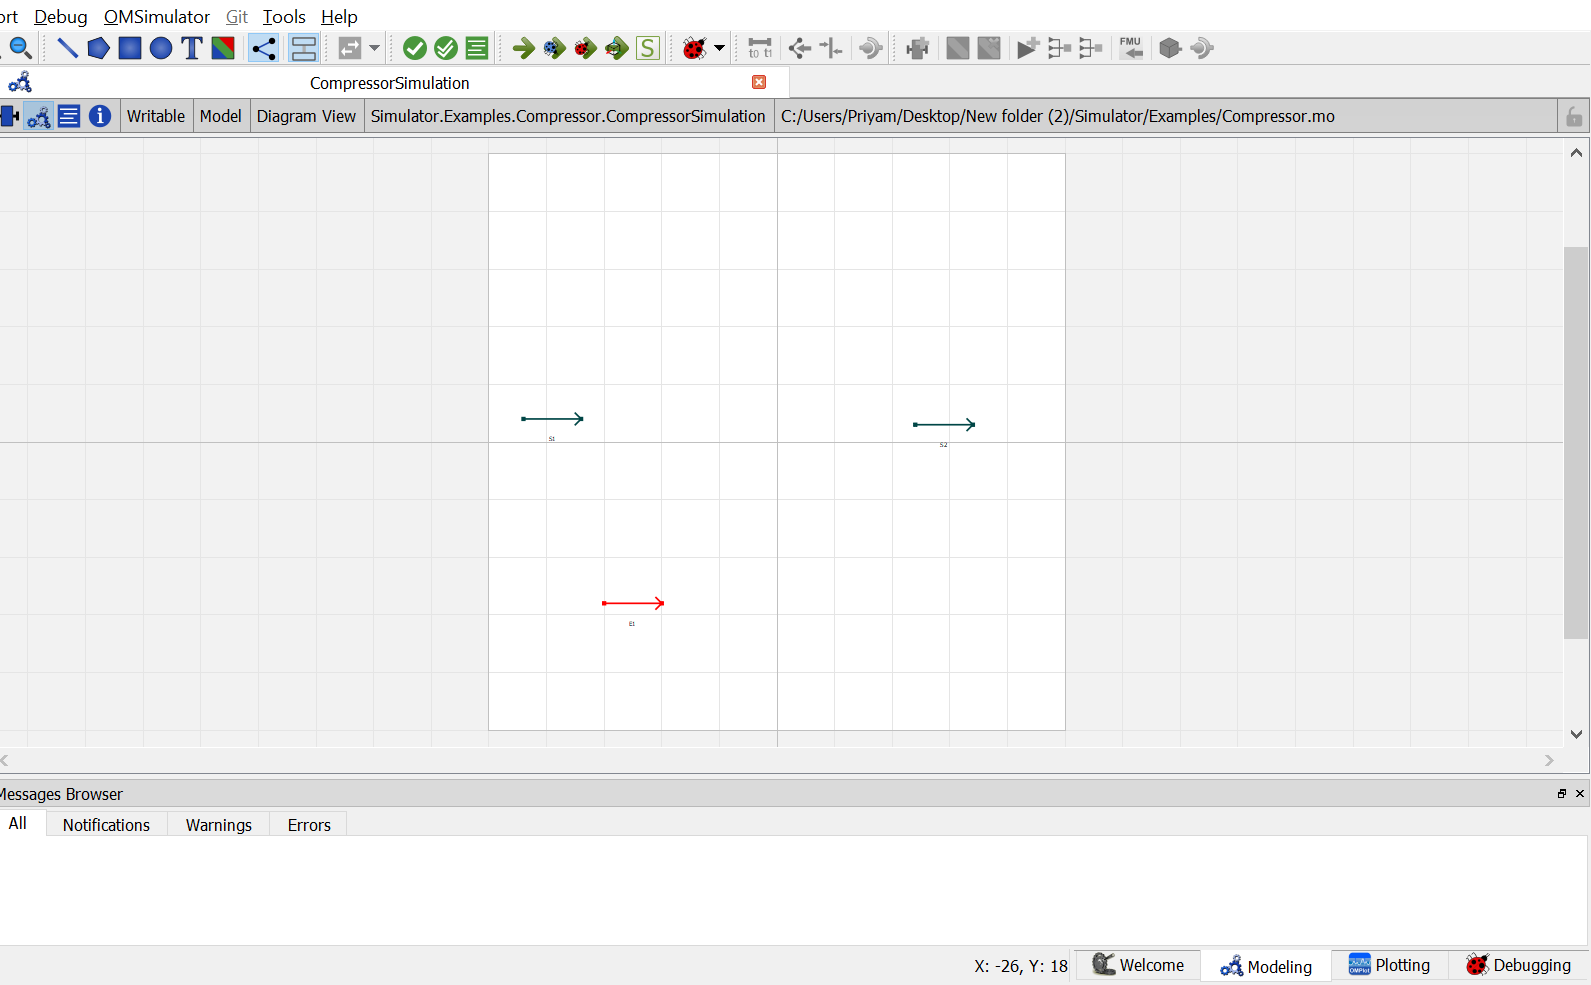 ort Debug OMSimulator Git Tools Help
T t0 t1 S FMU
CompressorSimulation
Writable Model Diagram View Simulator.Examples.Compressor.CompressorSimulation C:/Users/Priyam/Desktop/New folder (2)/Simulator/Examples/Compressor.mo
S1
S2
E1
Messages Browser
All Notifications Warnings Errors
X: -26, Y: 18 Welcome Modeling OMPlot Plotting Debugging